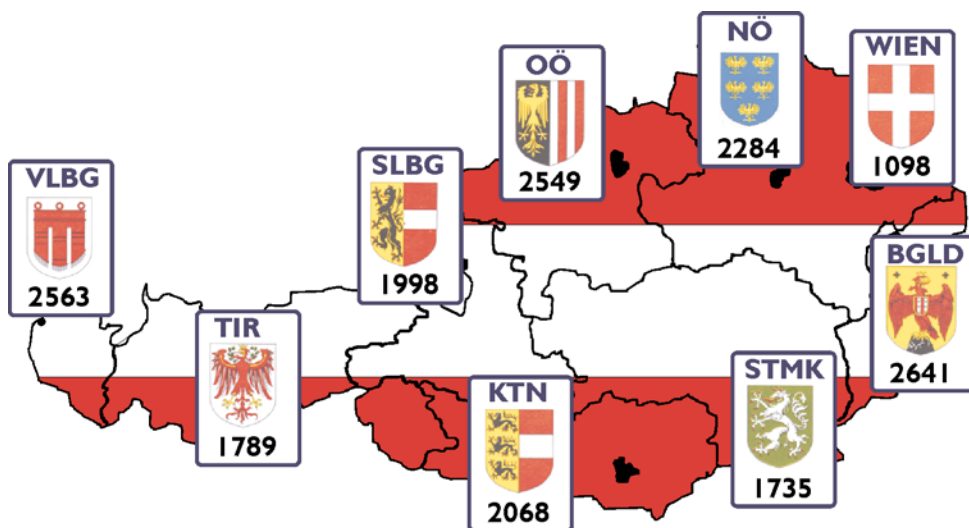 NÖ
2284
WIEN
1098
OÖ
2549
SLBG
1998
VLBG
2563
BGLD
2641
TIR
1789
STMK
1735
KTN
2068